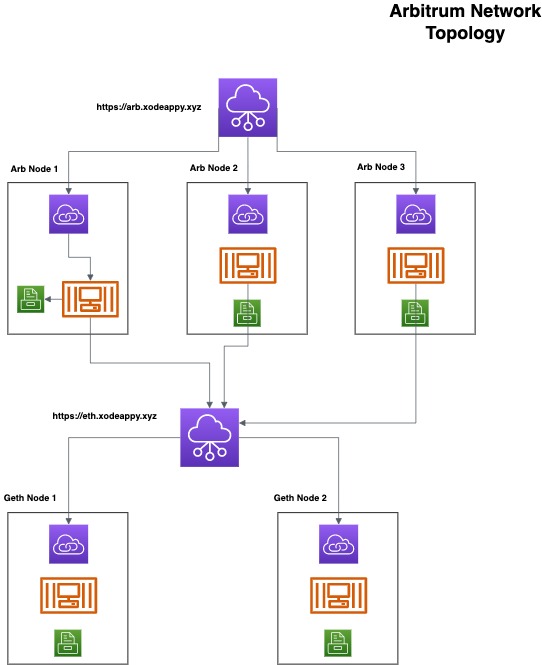 Arbitrum Network
Topology
https://arb.xodeappy.xyz
Arb Node 1
Arb Node 2
Arb Node 3
https://eth.xodeappy.xyz
Geth Node 1
Geth Node 2